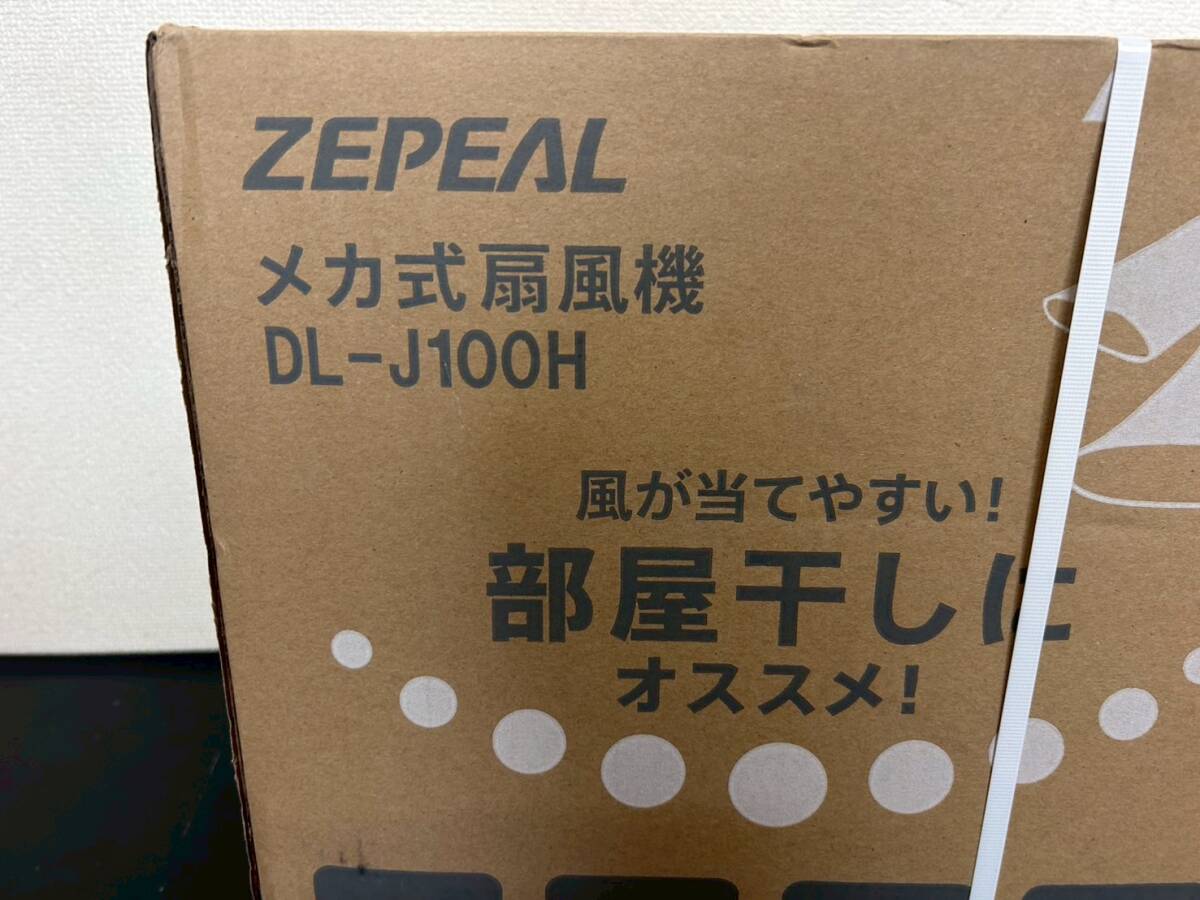 ZEPEAL
メカ式扇風機
DL-J100H
風が当てやすい!
部屋干しに
オススメ!